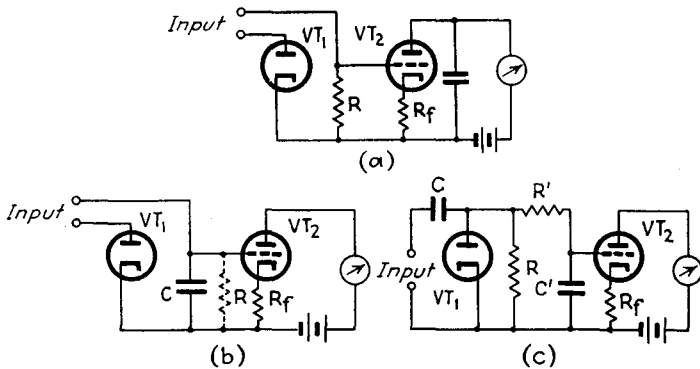 Input
VT₁
VT₂
R
Rf
(a)
Input
VT₁
VT₂
C
R
Rf
(b)
C
R'
Input
VT₁
R
C'
VT₂
Rf
(c)